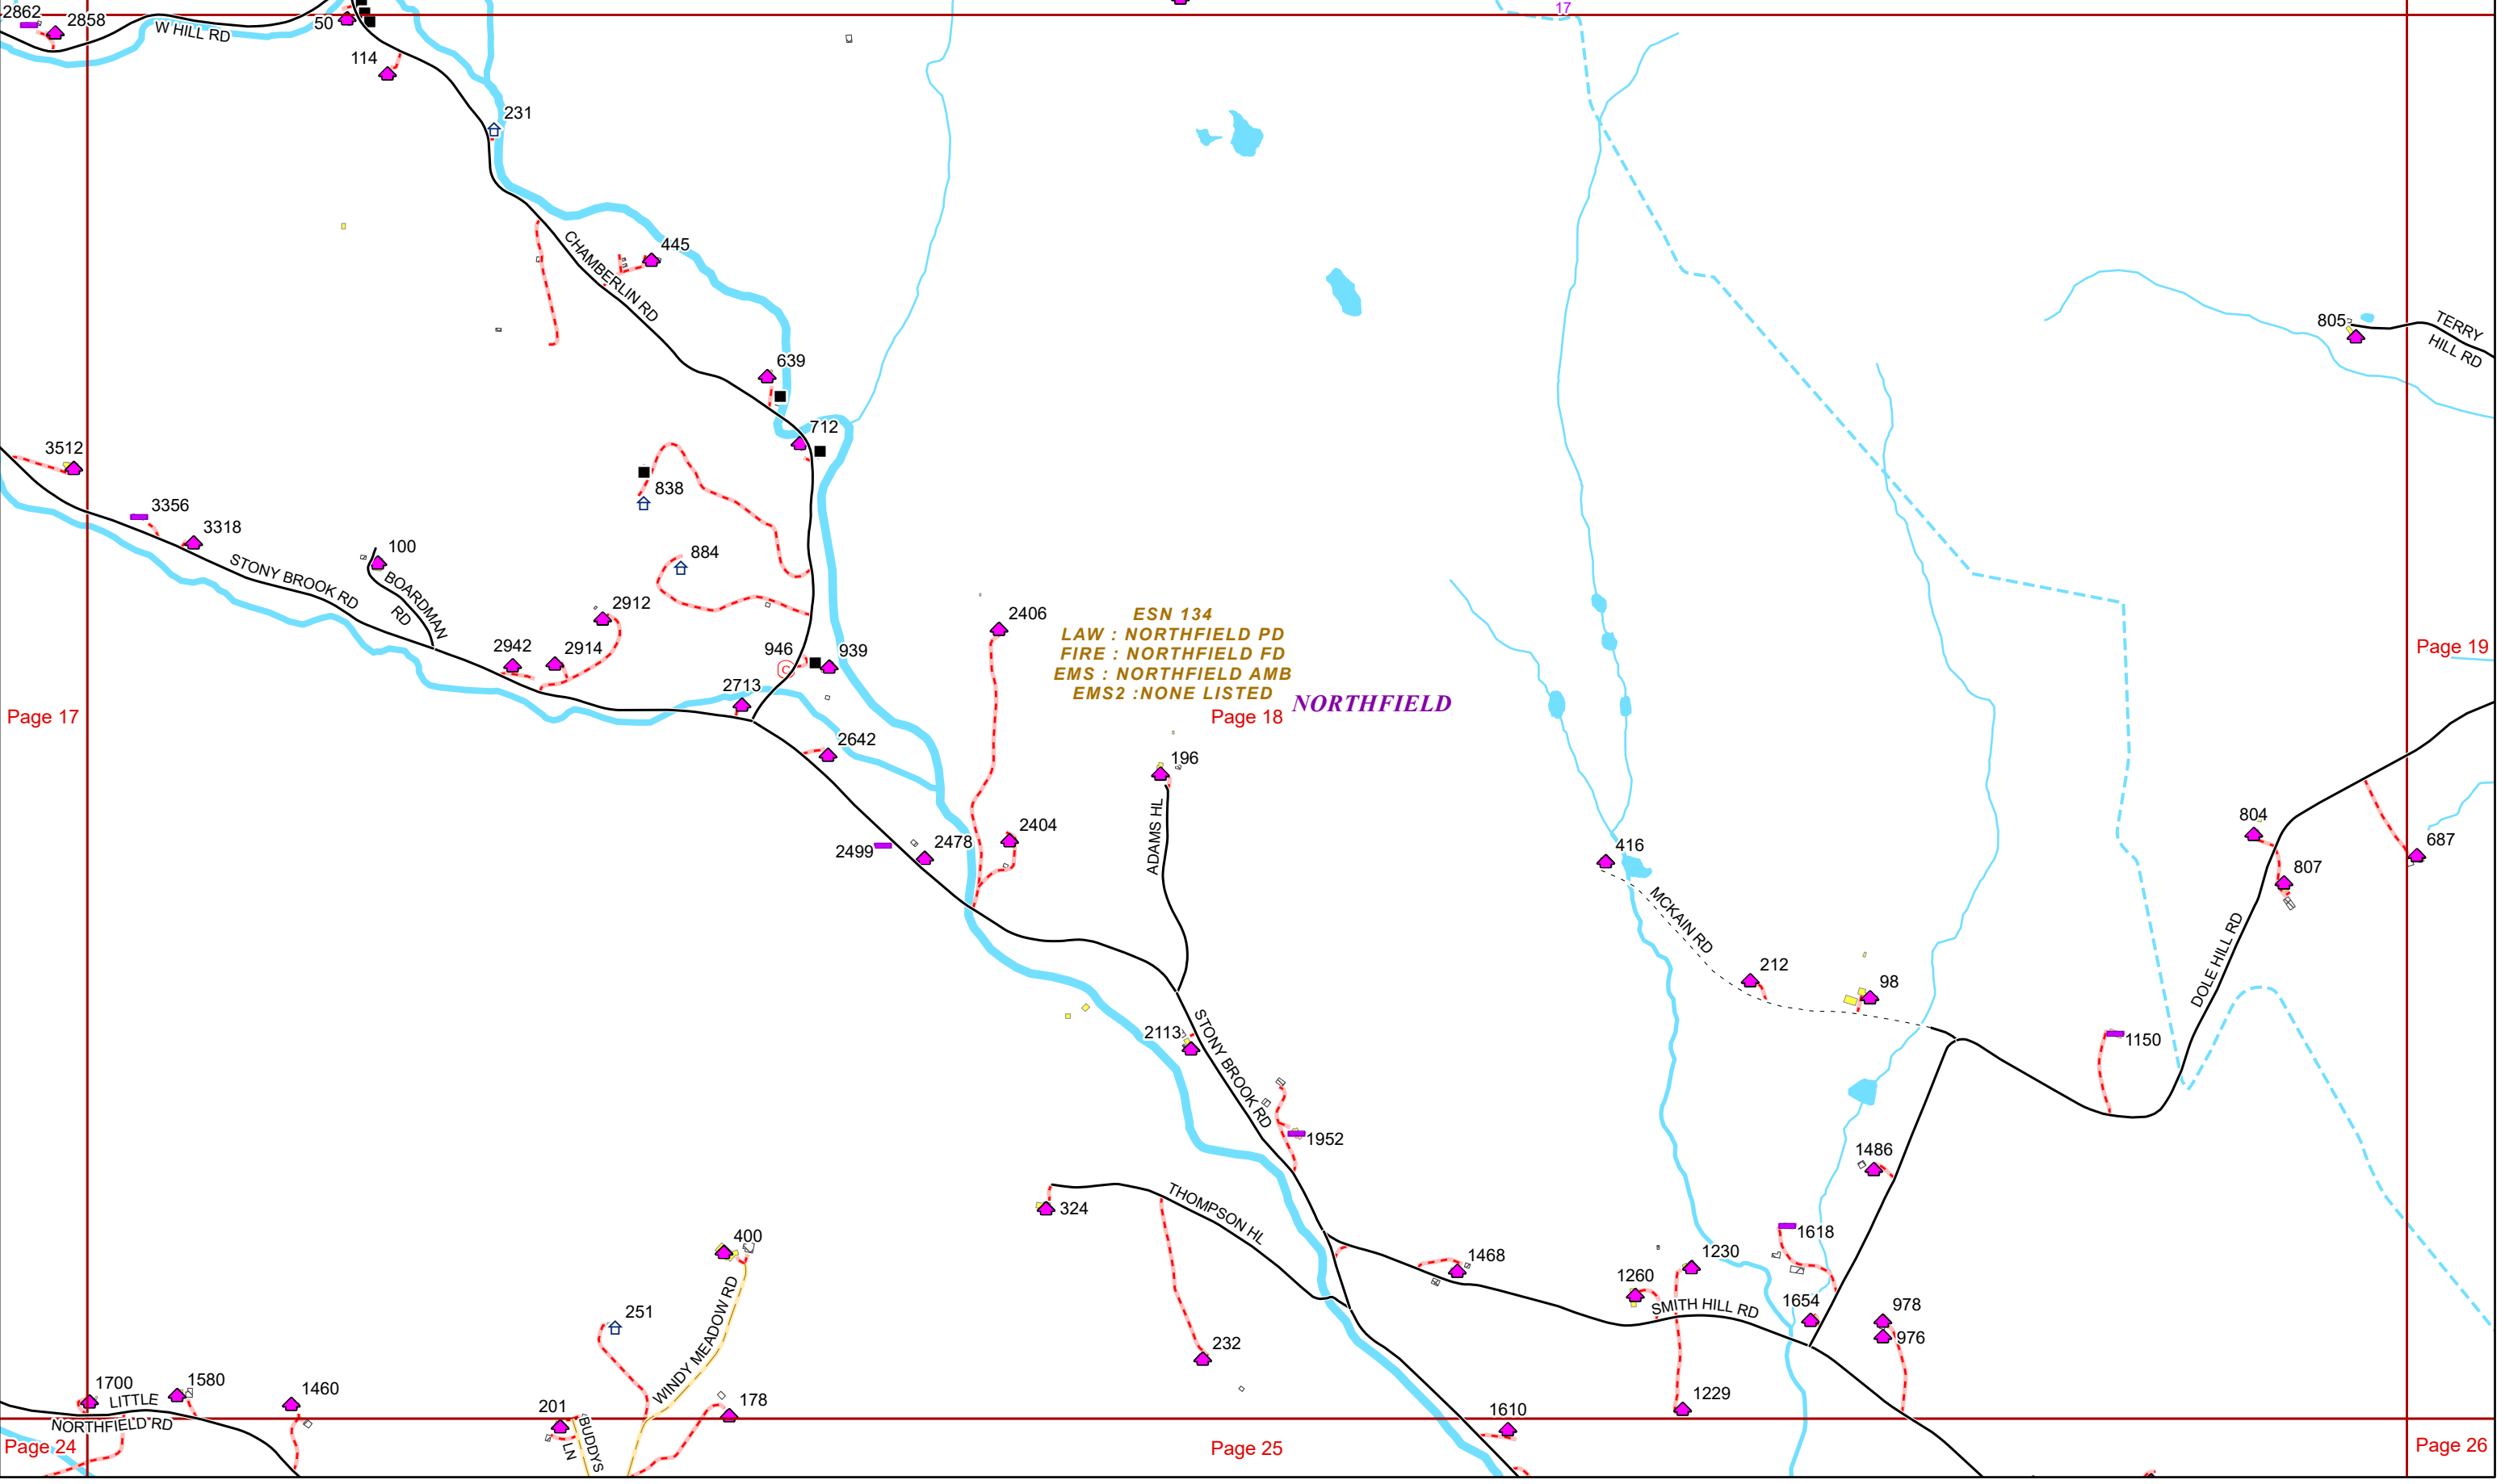 2862
2858
W HILL RD
50
17
114
231
445
CHAMBERLIN RD
805
TERRY
HILL RD
639
712
3512
838
3356
3318
884
100
STONY BROOK RD
BOARDMAN
RD
2912
2406
ESN 134
LAW : NORTHFIELD PD
FIRE : NORTHFIELD FD
EMS : NORTHFIELD AMB
EMS2 :NONE LISTED
2942
2914
946
C
939
Page 19
2713
NORTHFIELD
Page 17
Page 18
2642
196
ADAMS HL
2404
2499
2478
416
804
687
807
MCKAIN RD
DOLE HILL RD
212
98
2113
STONY BROOK RD
1150
1952
1486
324
THOMPSON HL
400
1618
1468
1230
1260
SMITH HILL RD
1654
978
976
251
WINDY MEADOW RD
232
1700
LITTLE
NORTHFIELD RD
1580
1460
201
BUDDYS
LN
178
1229
1610
Page 24
Page 25
Page 26